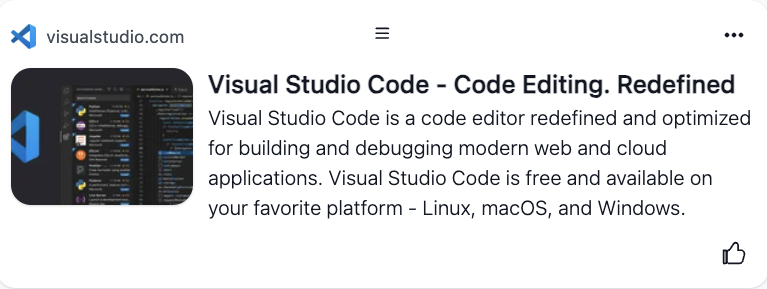 visualstudio.com
Visual Studio Code - Code Editing. Redefined
Visual Studio Code is a code editor redefined and optimized
for building and debugging modern web and cloud
applications. Visual Studio Code is free and available on
your favorite platform - Linux, macOS, and Windows.